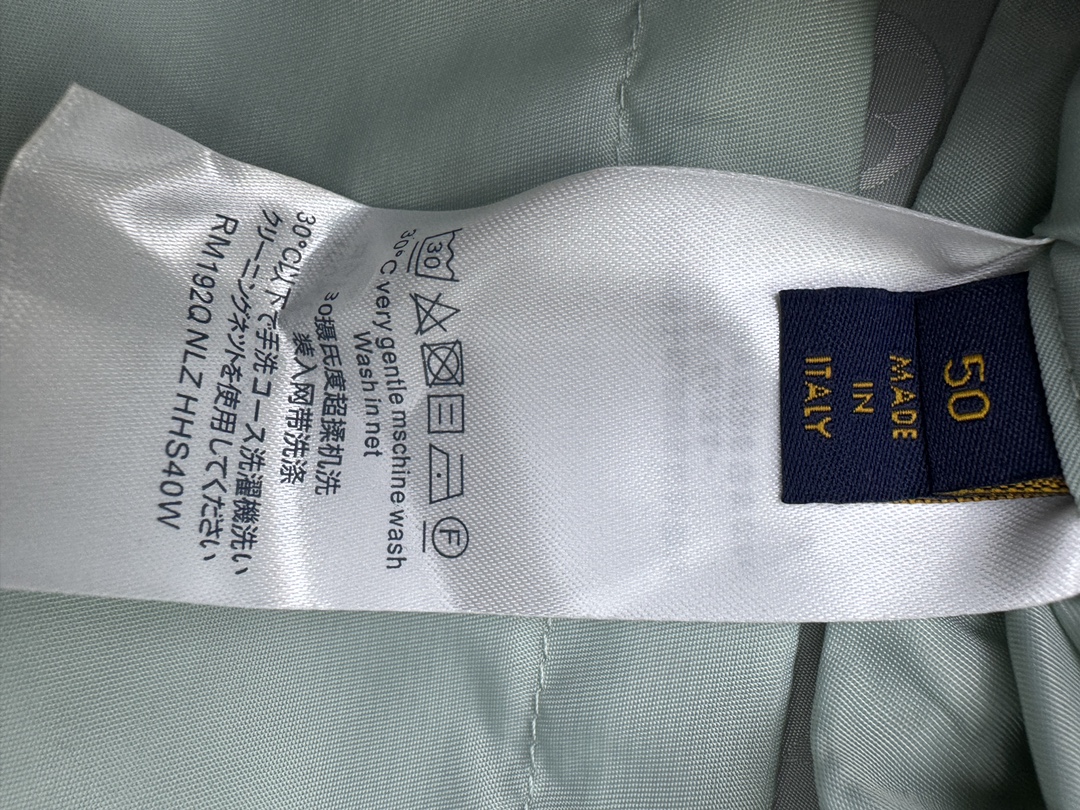 50
MADE
IN
ITALY
30 F
30°C very gentle mschine wash
Wash in net
30摄氏度超揉机洗
装入网带洗涤
30°C以下で手洗コース洗濯機洗い
クリーニングネットを使用してください
RM192Q NLZ HHS40W